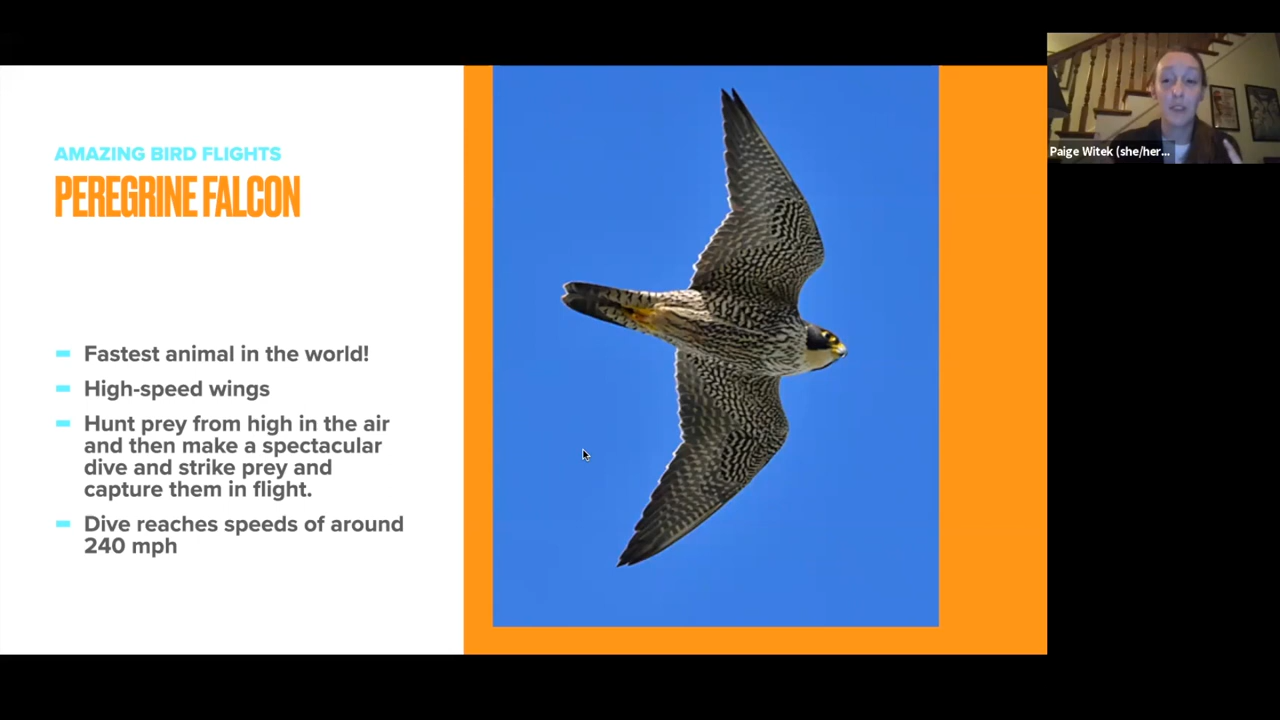 AMAZING BIRD FLIGHTS
PEREGRINE FALCON
Fastest animal in the world!
High-speed wings
Hunt prey from high in the air
and then make a spectacular
dive and strike prey and
capture them in flight.
Dive reaches speeds of around
240 mph
Paige Witek (she/her...